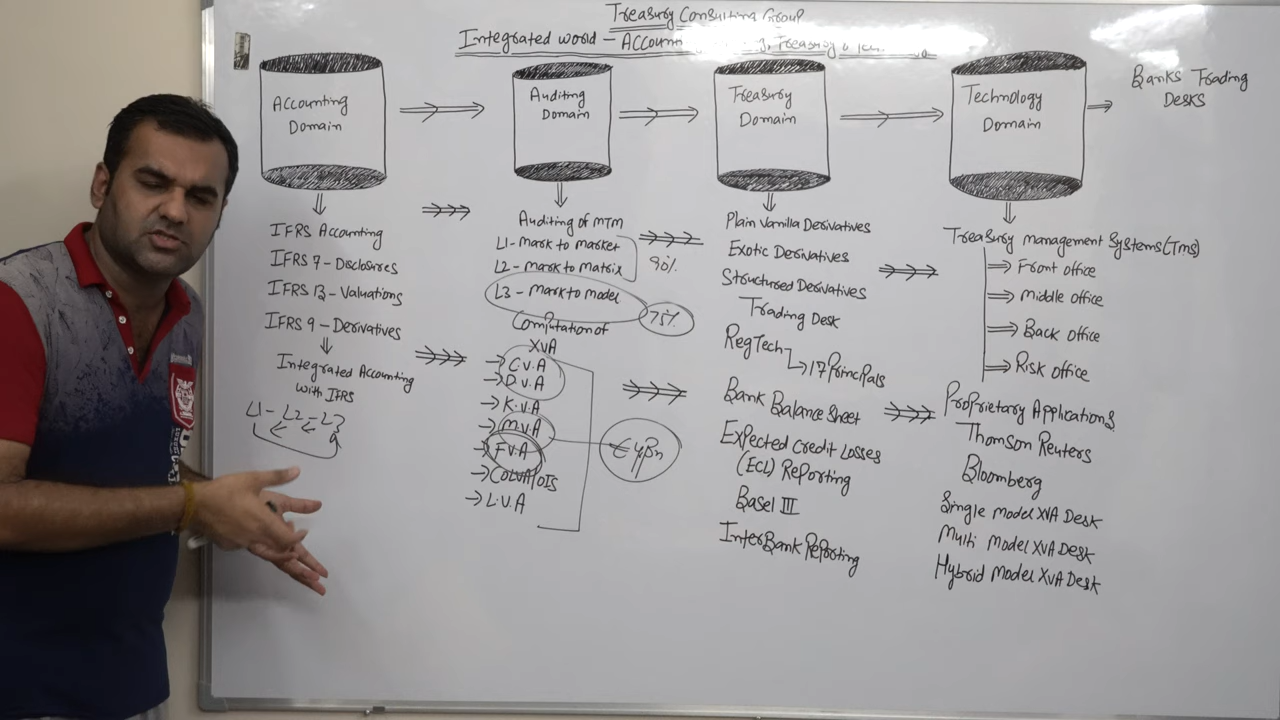 Treasury Consulting Group
Integrated world - Accoun Treasury &
Accounting
Domain
Auditing
Domain
Treasury
Domain
Technology
Domain
Banks Trading
Desks
IFRS Accounting
IFRS 7 - Disclosures
IFRS 13 - Valuations
IFRS 9 - Derivatives
Integrated Accounting
with IFRS
L1 - L2 - L3
Auditing of MTM
L1 - mark to market
L2 - mark to matrix
90%
L3 - mark to model
75%
Computation of
XVA
C.V.A
D.V.A
K.V.A
M.V.A
F.V.A
COLVA/OIS
L.V.A
Plain Vanilla Derivatives
Exotic Derivatives
Structured Derivatives
Trading Desk
RegTech
17 Principals
Bank Balance Sheet
Expected Credit Losses
(ECL) Reporting
Basel III
InterBank Reporting
Treasury management Systems (Tms)
Front office
Middle office
Back office
Risk office
Proprietary Applications
Thomson Reuters
Bloomberg
Single model XVA Desk
Multi Model XVA Desk
Hybrid Model XVA Desk